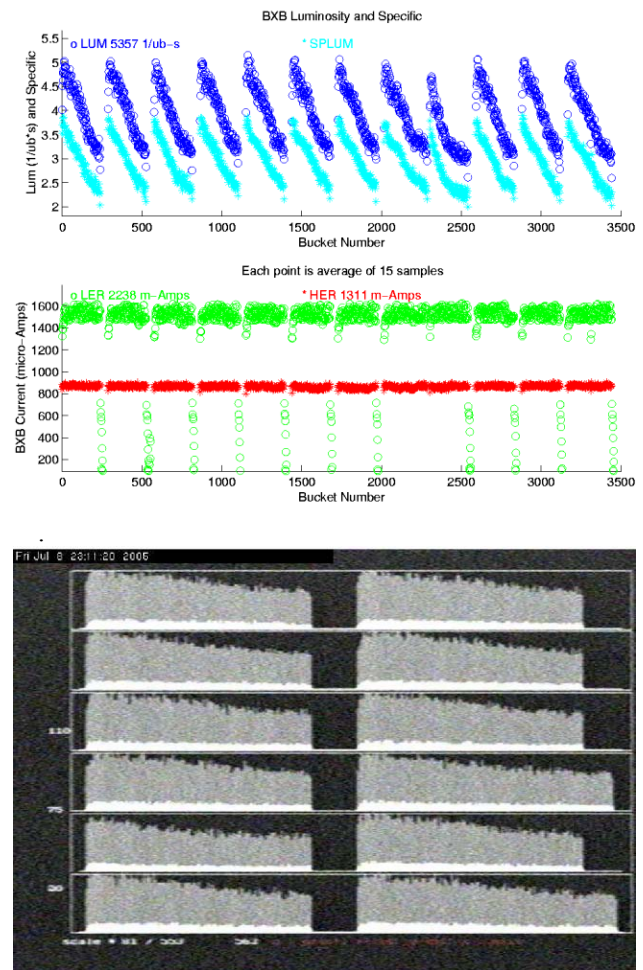 BXB Luminosity and Specific
o LUM 5357 1/ub-s * SPLUM
Lum (1/ub*s) and Specific
5.5
5
4.5
4
3.5
3
2.5
2
0 500 1000 1500 2000 2500 3000 3500
Bucket Number
Each point is average of 15 samples
o LER 2238 m-Amps * HER 1311 m-Amps
BXB Current (micro-Amps)
1600
1400
1200
1000
800
600
400
200
0 500 1000 1500 2000 2500 3000 3500
Bucket Number
Fri Jul 8 23:11:20 2005
110
75
scale * 81 / 553 563